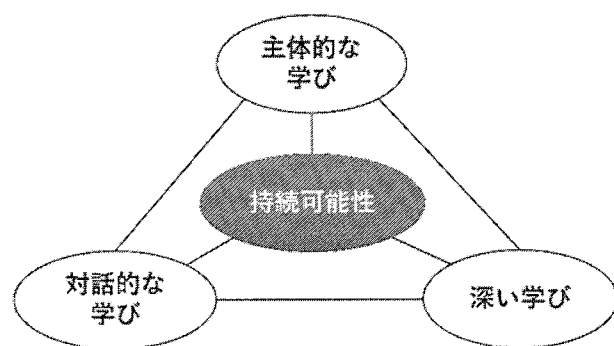 主体的な
学び
持続可能性
対話的な
学び
深い学び